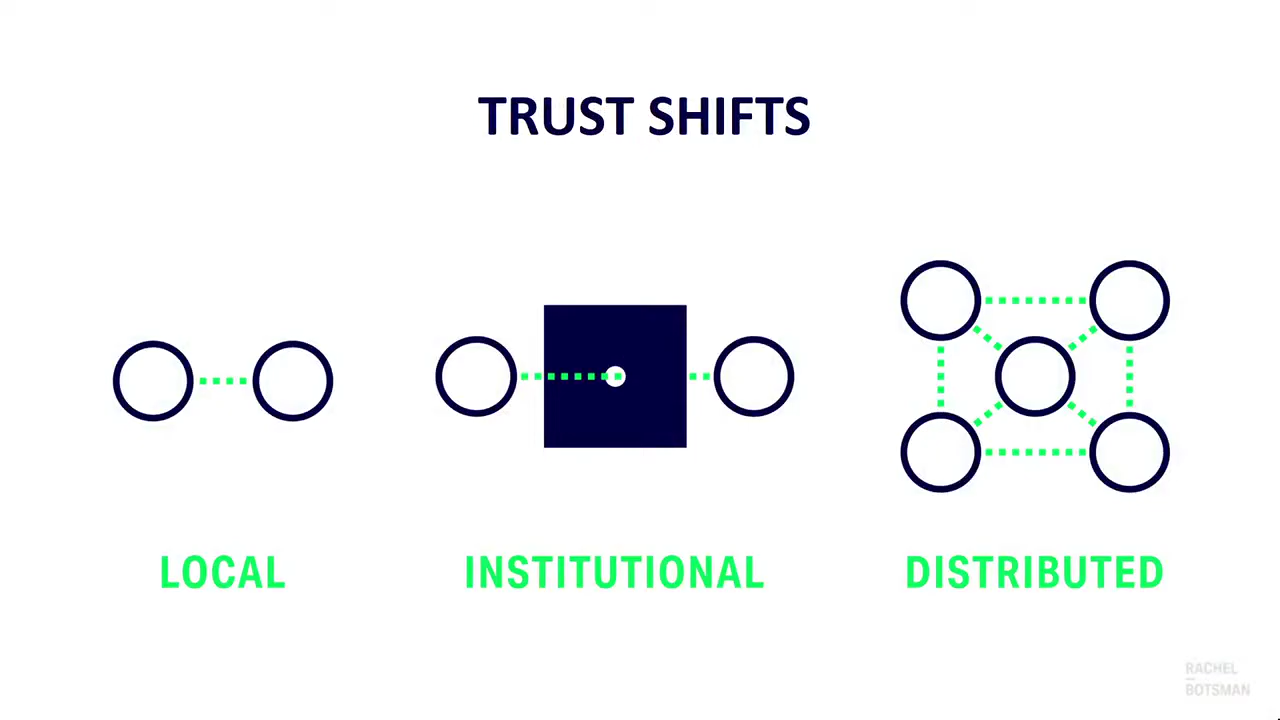 TRUST SHIFTS
LOCAL
INSTITUTIONAL
DISTRIBUTED
RACHEL
BOTSMAN